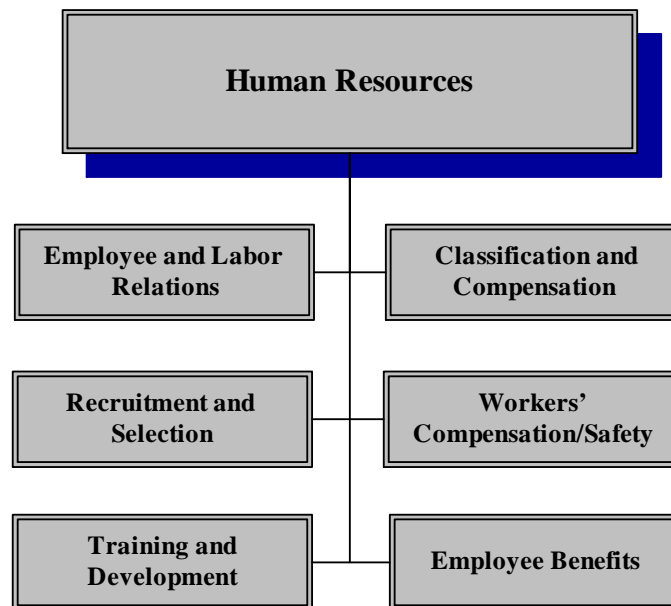 Human Resources
Employee and Labor
Relations
Classification and
Compensation
Recruitment and
Selection
Workers’
Compensation/Safety
Training and
Development
Employee Benefits